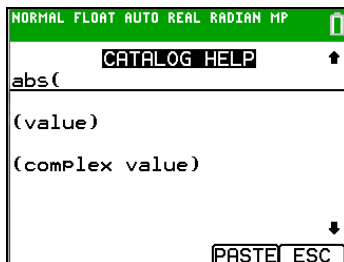 NORMAL FLOAT AUTO REAL RADIAN MP
CATALOG HELP
abs(
(value)
(complex value)
PASTE ESC